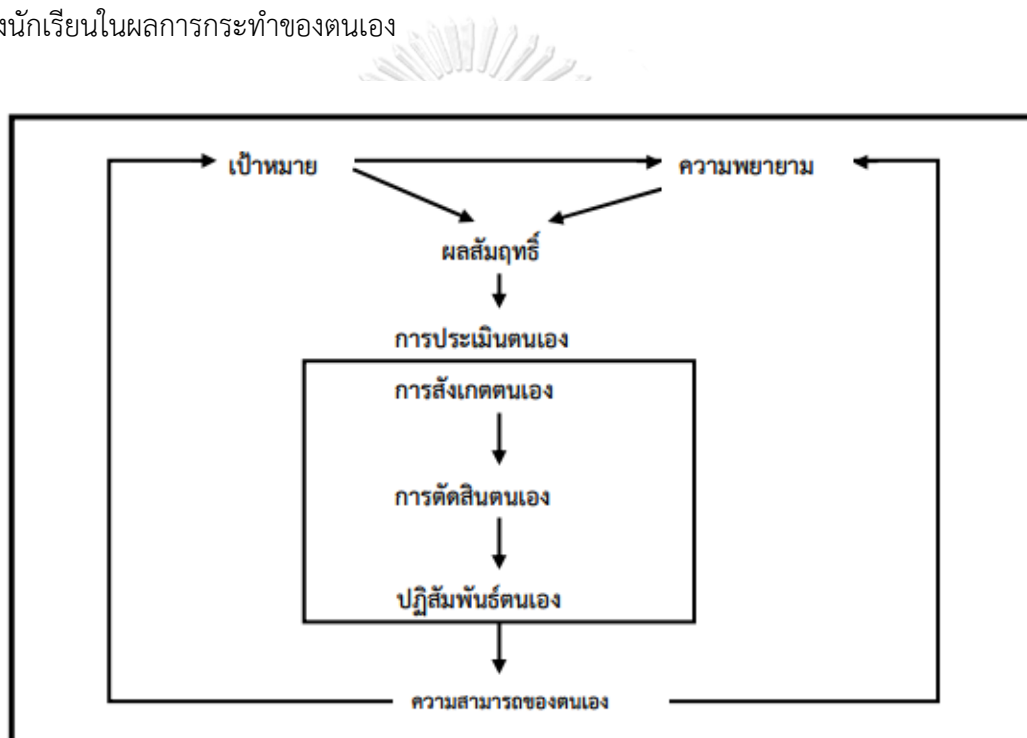 งนักเรียนในผลการกระทำของตนเอง
เป้าหมาย ความพยายาม
ผลสัมฤทธิ์
การประเมินตนเอง
การสังเกตตนเอง
การตัดสินตนเอง
ปฏิสัมพันธ์ตนเอง
ความสามารถของตนเอง